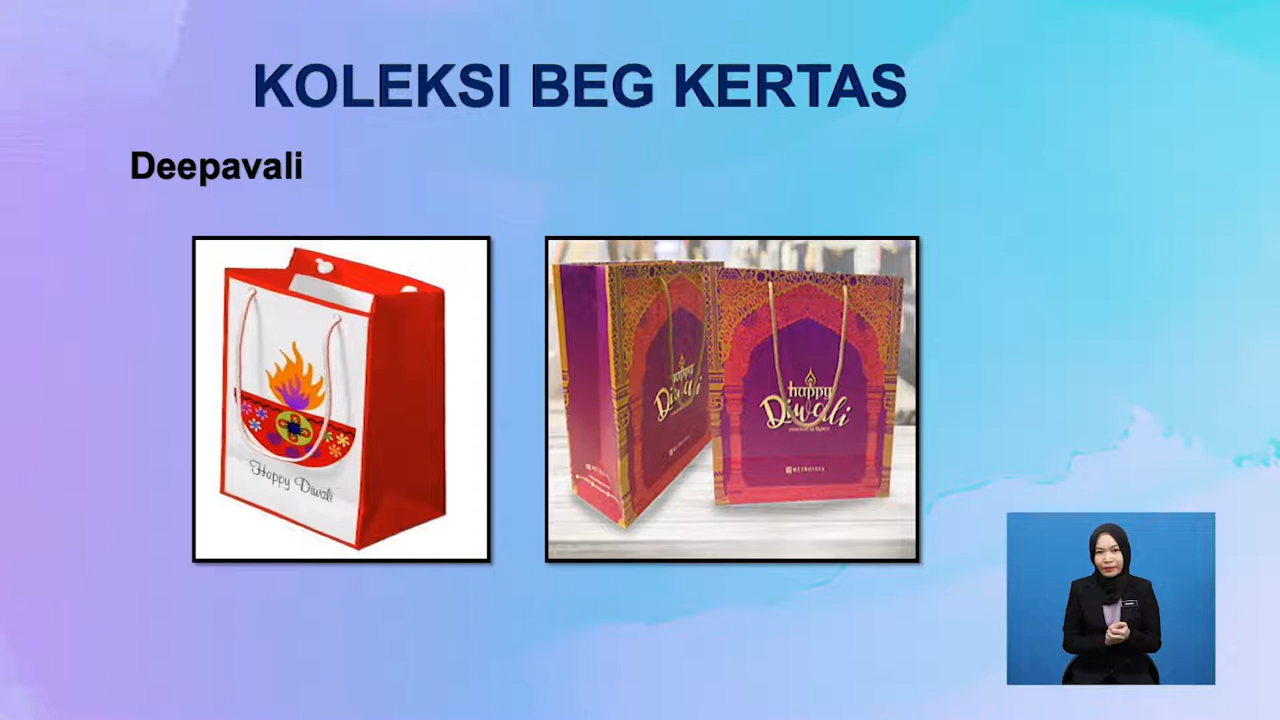 KOLEKSI BEG KERTAS
Deepavali
Happy Diwali
happy
Diwali
happy
Diwali